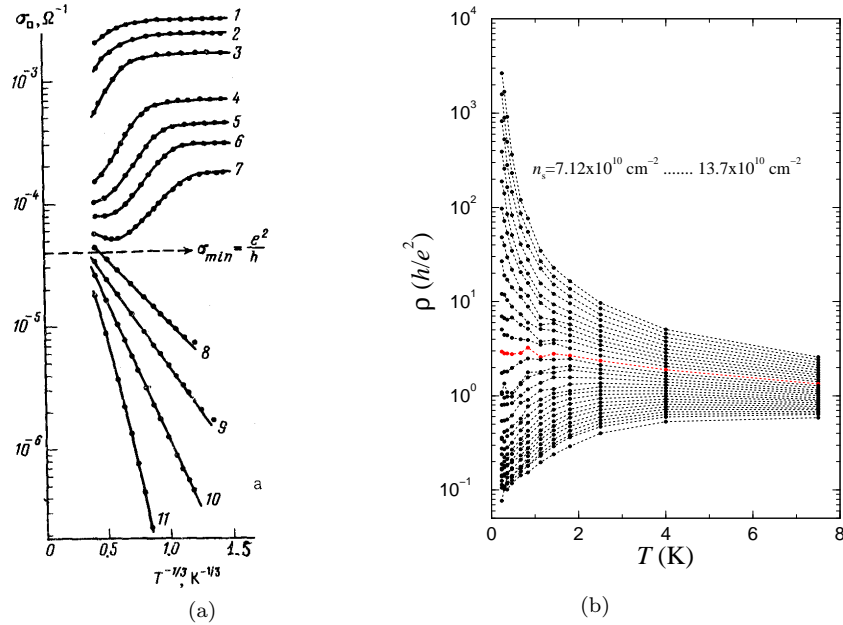 σ□, Ω⁻¹
10⁻³
10⁻⁴
10⁻⁵
10⁻⁶
1
2
3
4
5
6
7
σmin = e²/h
8
9
10
11
a
0 0,5 1.0 1.5
T⁻¹/³, K⁻¹/³
(a)
10⁴
10³
10²
10¹
10⁰
10⁻¹
ρ (h/e²)
nₛ=7.12x10¹⁰ cm⁻² ....... 13.7x10¹⁰ cm⁻²
0 2 4 6 8
T (K)
(b)